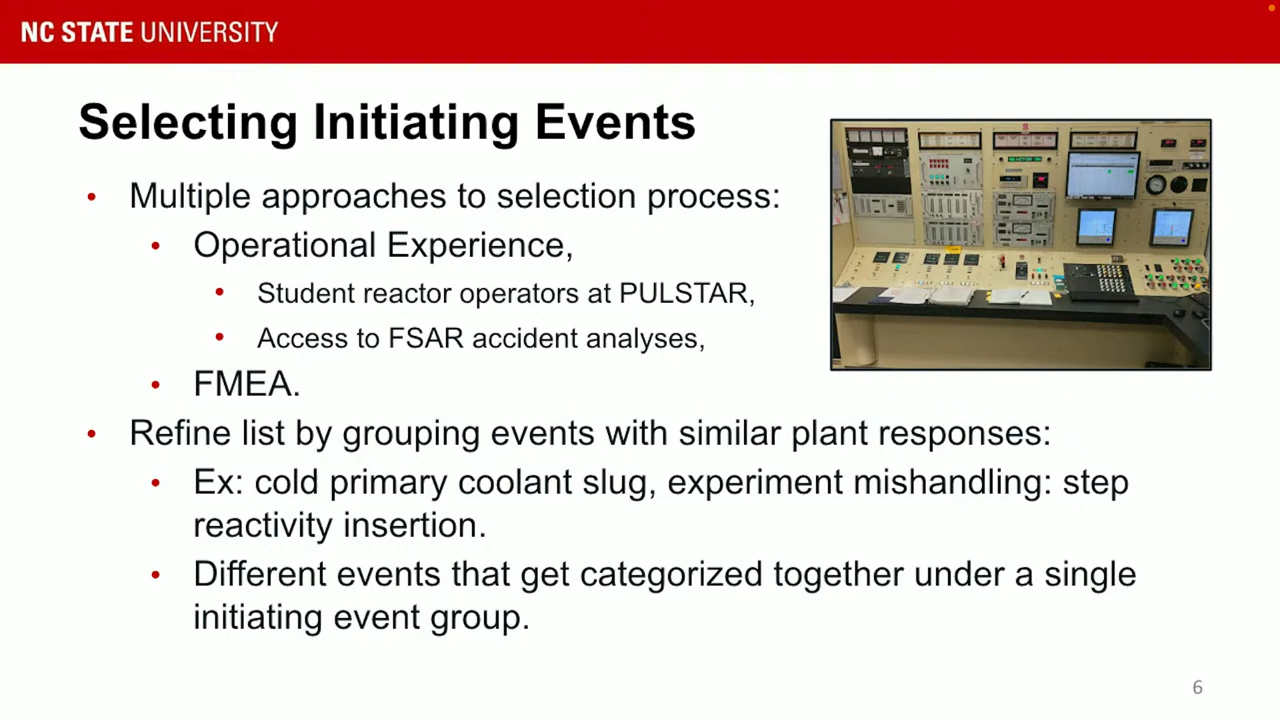 NC STATE UNIVERSITY
Selecting Initiating Events
• Multiple approaches to selection process:
• Operational Experience,
• Student reactor operators at PULSTAR,
• Access to FSAR accident analyses,
• FMEA.
• Refine list by grouping events with similar plant responses:
• Ex: cold primary coolant slug, experiment mishandling: step
reactivity insertion.
• Different events that get categorized together under a single
initiating event group.
6